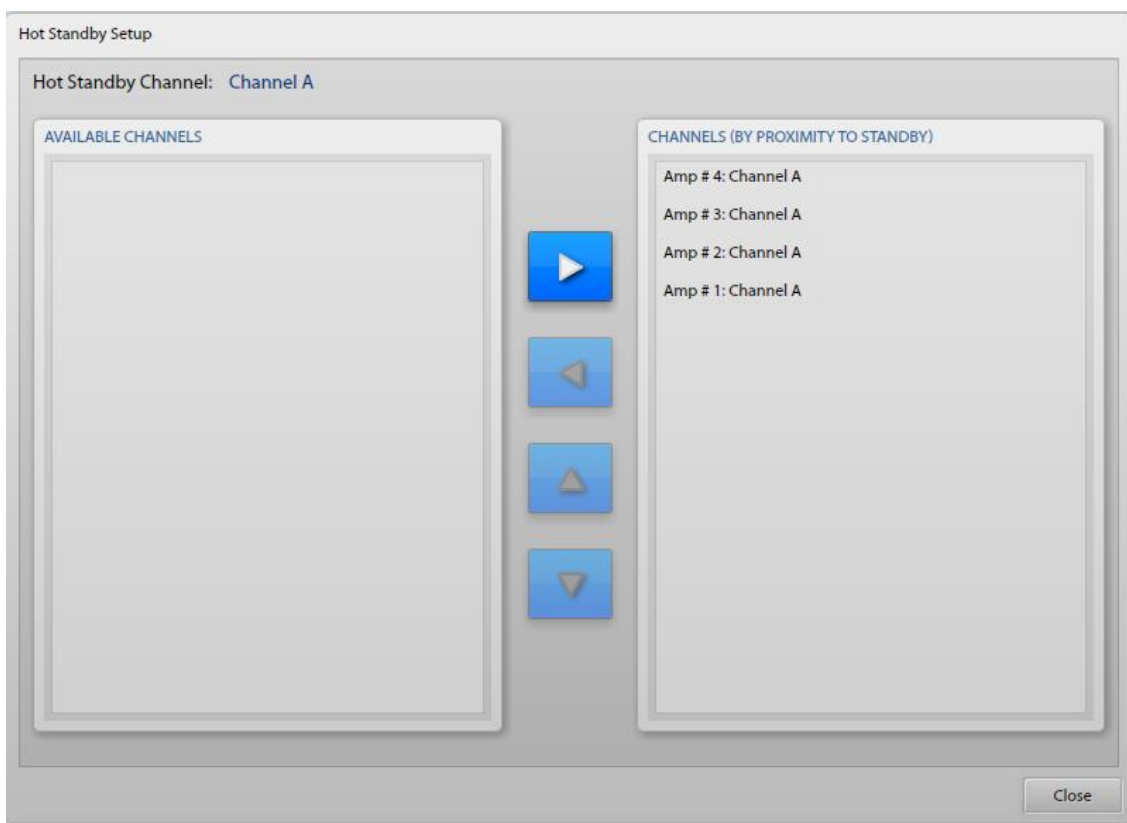 Hot Standby Setup
Hot Standby Channel: Channel A
AVAILABLE CHANNELS
CHANNELS (BY PROXIMITY TO STANDBY)
Amp # 4: Channel A
Amp # 3: Channel A
Amp # 2: Channel A
Amp # 1: Channel A
Close